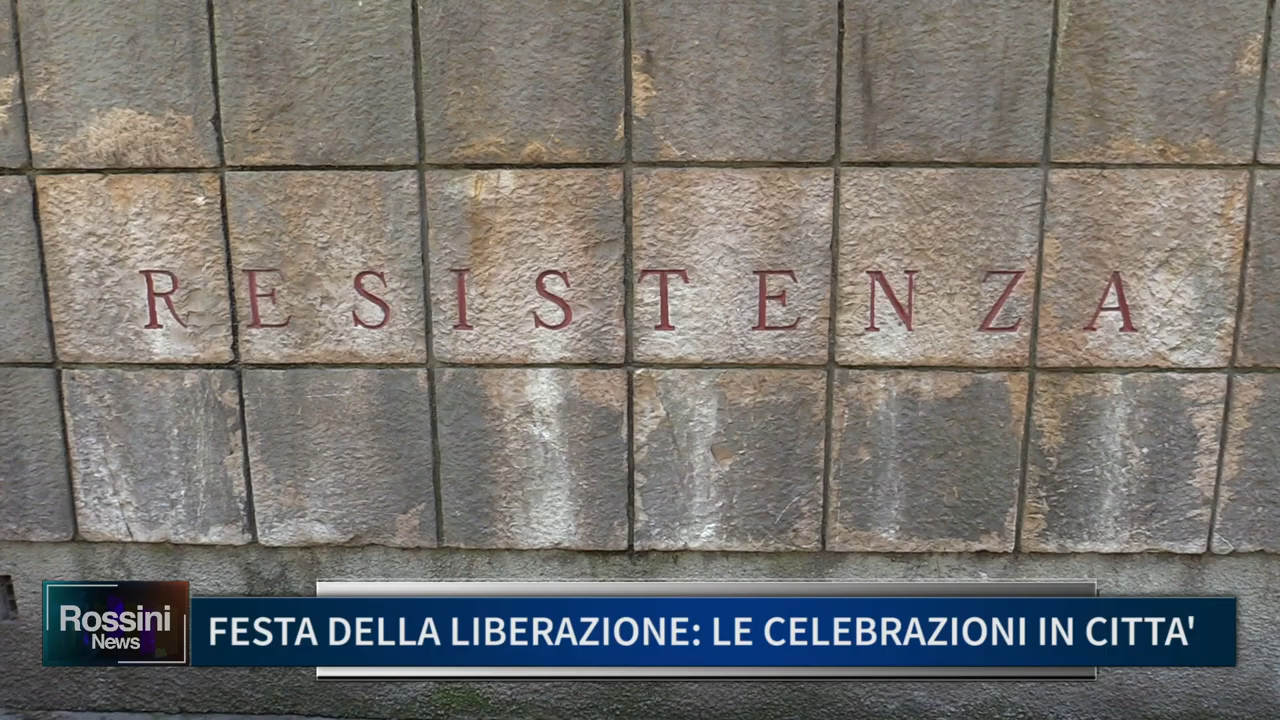 RESISTENZA
Rossini
News
FESTA DELLA LIBERAZIONE: LE CELEBRAZIONI IN CITTA'